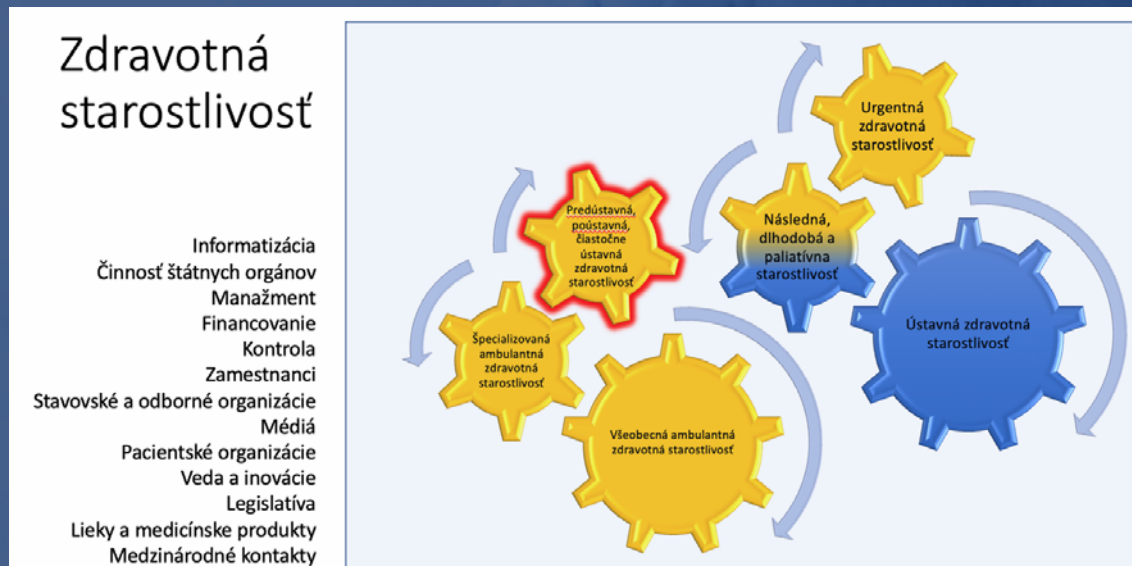 Zdravotná
starostlivosť
Informatizácia
Činnosť štátnych orgánov
Manažment
Financovanie
Kontrola
Zamestnanci
Stavovské a odborné organizácie
Médiá
Pacientské organizácie
Veda a inovácie
Legislatíva
Lieky a medicínske produkty
Medzinárodné kontakty
Urgentná
zdravotná
starostlivosť
Predústavná,
poústavná,
čiastočne
ústavná
zdravotná
starostlivosť
Následná,
dlhodobá a
paliatívna
starostlivosť
Špecializovaná
ambulantná
zdravotná
starostlivosť
Ústavná zdravotná
starostlivosť
Všeobecná ambulantná
zdravotná starostlivosť